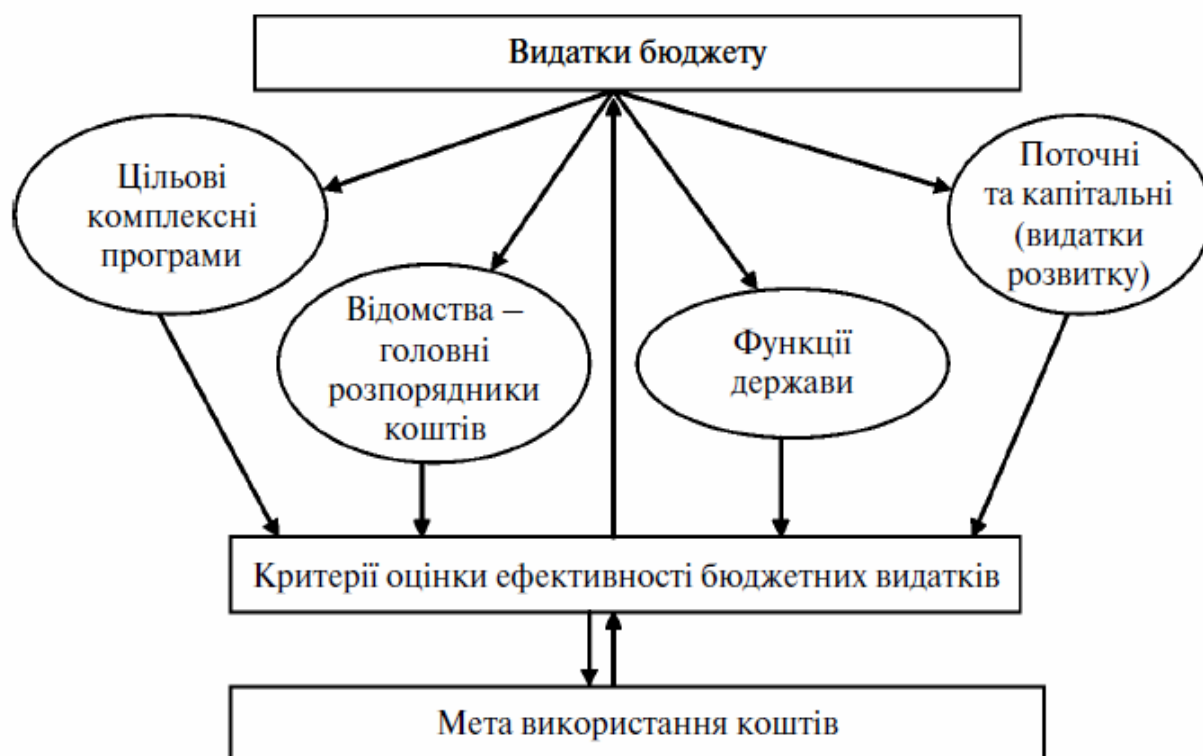 Видатки бюджету
Цільові
комплексні
програми
Відомства –
головні
розпорядники
коштів
Функції
держави
Поточні
та капітальні
(видатки
розвитку)
Критерії оцінки ефективності бюджетних видатків
Мета використання коштів